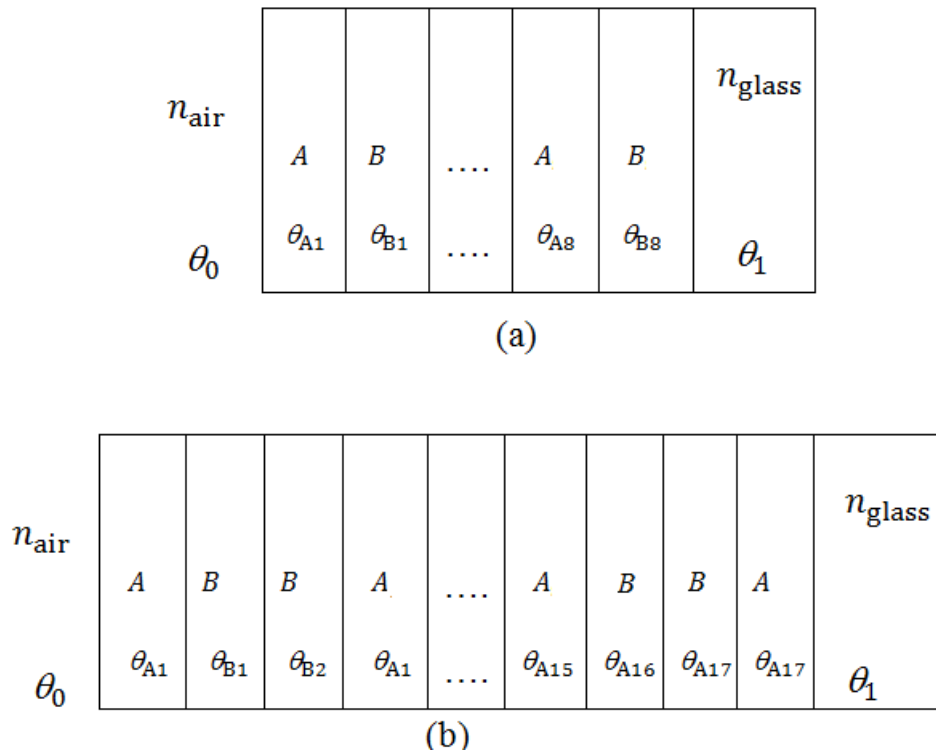 n_glass
n_air
A B .... A B
θ_A1 θ_B1 .... θ_A8 θ_B8
θ_0 θ_1
(a)
n_glass
n_air
A B B A .... A B B A
θ_A1 θ_B1 θ_B2 θ_A1 .... θ_A15 θ_A16 θ_A17 θ_A17
θ_0 θ_1
(b)